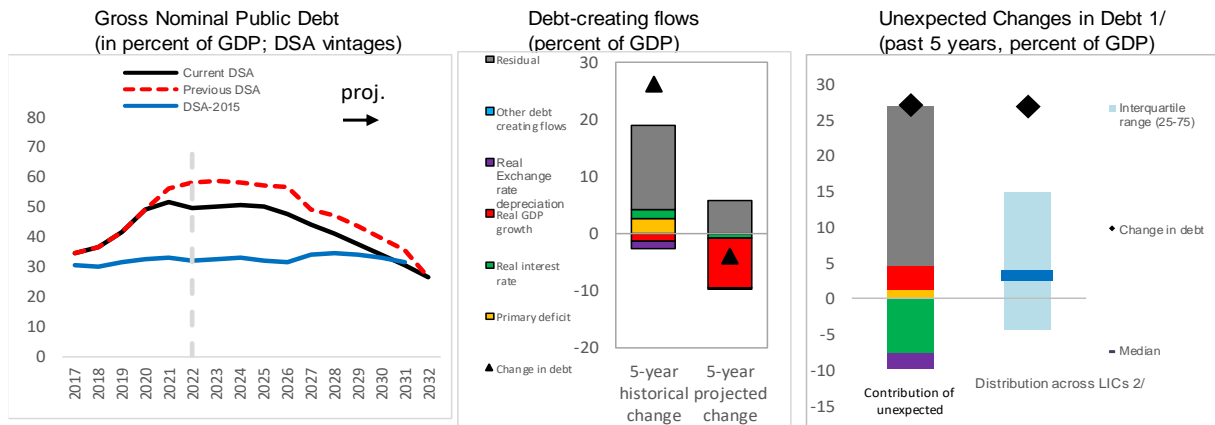 Gross Nominal Public Debt
(in percent of GDP; DSA vintages)
Current DSA
Previous DSA
DSA-2015
proj.
80
70
60
50
40
30
20
10
0
2017
2018
2019
2020
2021
2022
2023
2024
2025
2026
2027
2028
2029
2030
2031
2032
Debt-creating flows
(percent of GDP)
Residual
Other debt
creating flows
Real
Exchange
rate
depreciation
Real GDP
growth
Real interest
rate
Primary deficit
Change in debt
30
20
10
0
-10
-20
5-year
historical
change
5-year
projected
change
Unexpected Changes in Debt 1/
(past 5 years, percent of GDP)
30
25
20
15
10
5
0
-5
-10
-15
Contribution of
unexpected
Distribution across LICs 2/
Interquartile
range (25-75)
Change in debt
Median